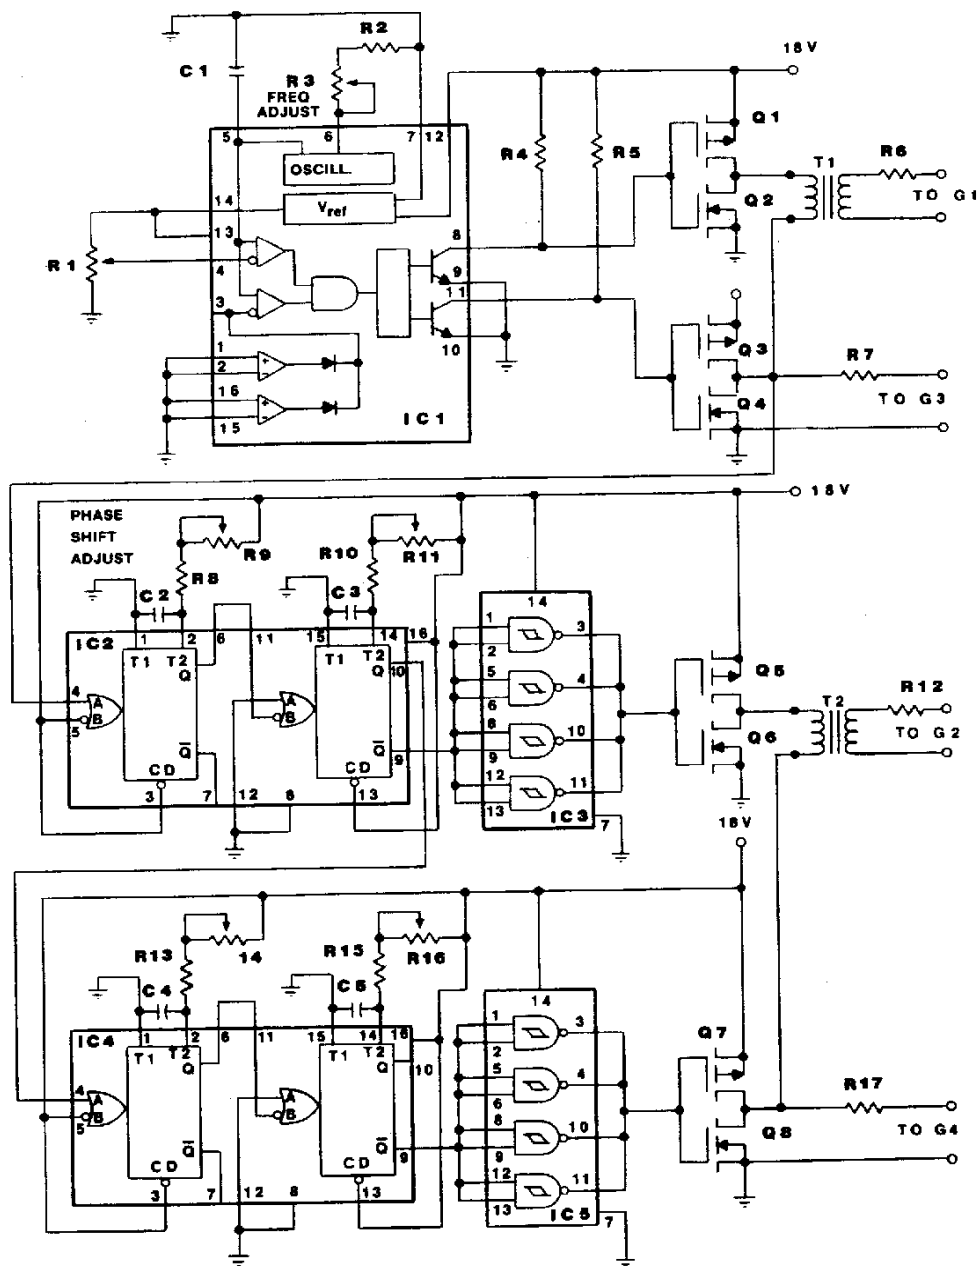 R2
18V
C1
R3
FREQ
ADJUST
Q1
5
6
7
12
R4
R5
T1
R6
OSCILL.
TO G1
14
Vref
Q2
13
8
R1
4
9
11
3
10
Q3
R7
1
2
16
Q4
TO G3
15
IC1
18V
PHASE
SHIFT
ADJUST
R9
R10
R11
R8
C2
C3
14
1
2
6
11
15
14
16
IC2
T1
T2
Q
T1
T2
Q
10
1
2
3
5
4
6
Q5
4
A
B
5
A
B
T2
R12
8
10
9
Q6
TO G2
Q
Q
9
CD
CD
12
11
13
3
7
12
8
13
IC3
7
18V
R13
14
R15
R16
C4
C5
14
1
2
6
11
15
14
16
IC4
T1
T2
Q
T1
T2
Q
10
1
3
2
Q7
5
4
6
4
A
B
5
A
B
R17
8
10
9
Q8
TO G4
Q
Q
9
CD
CD
12
11
13
3
7
12
8
13
IC5
7